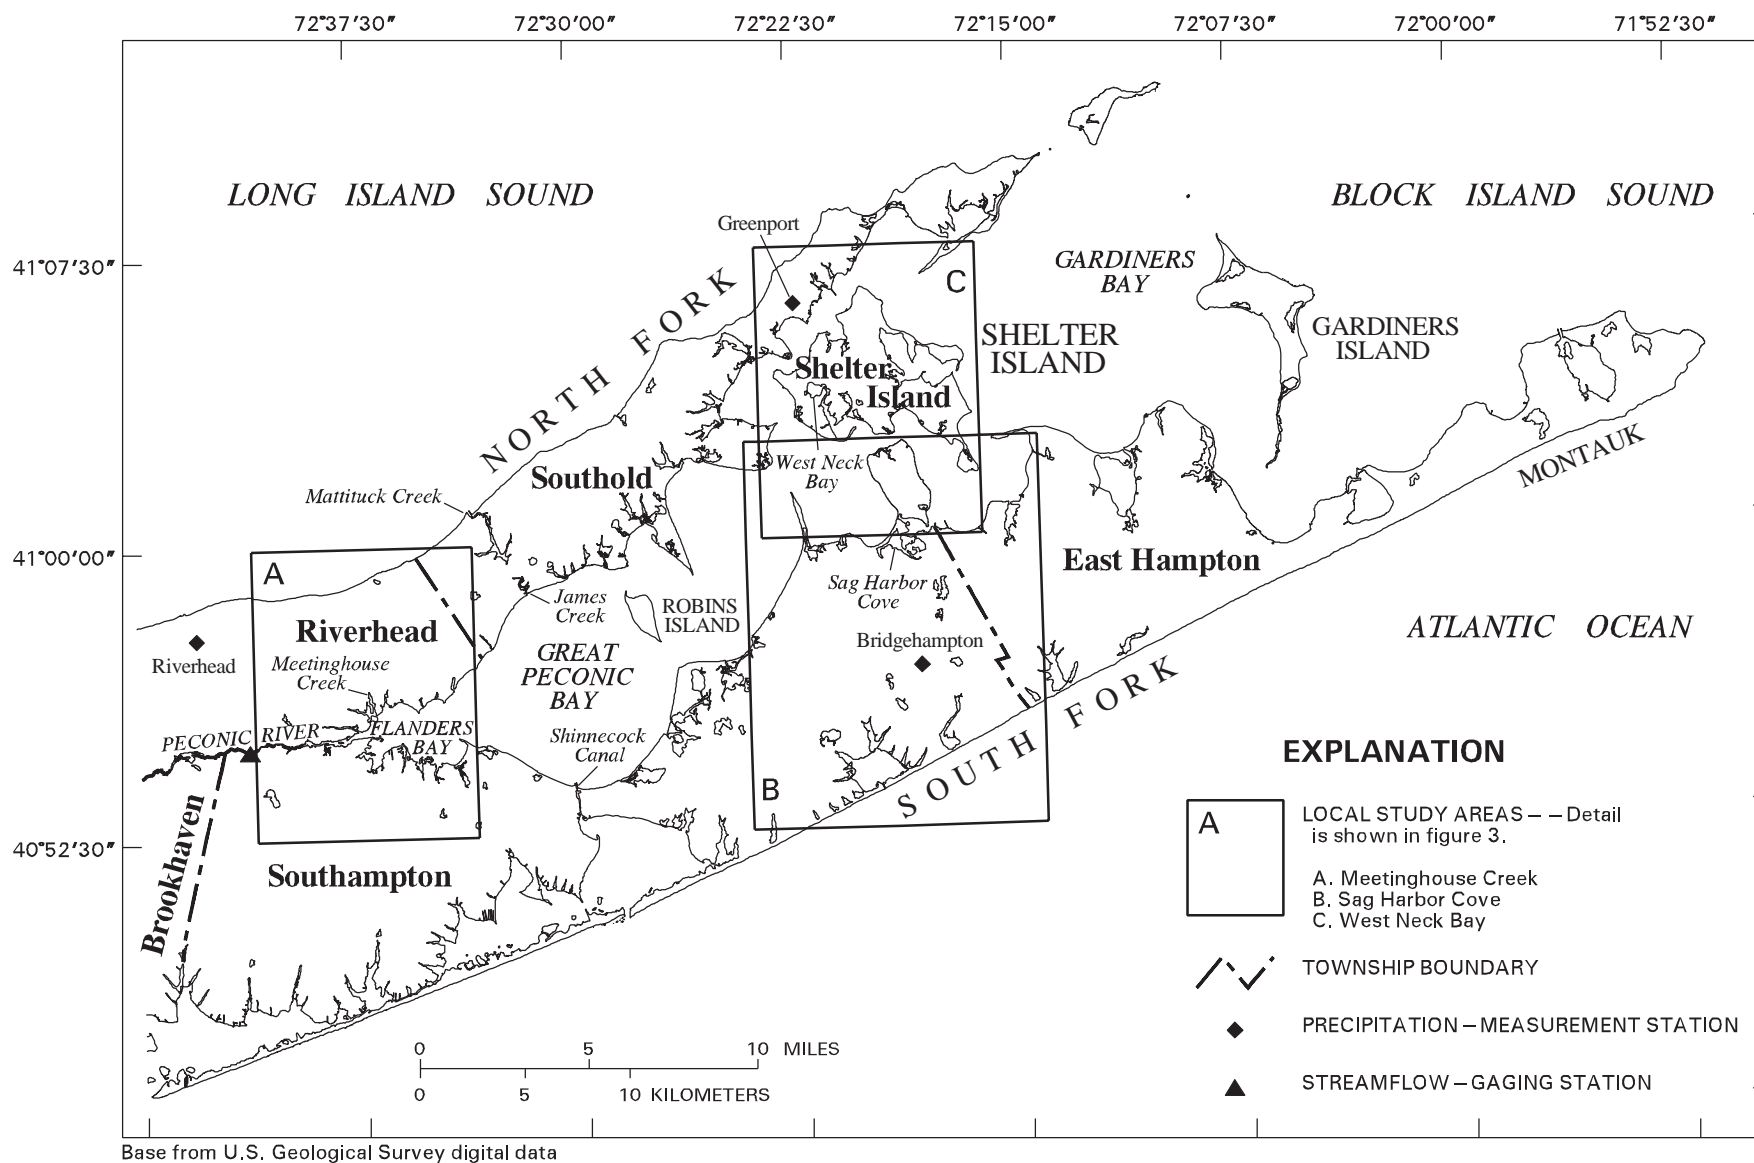 72°37′30″ 72°30′00″ 72°22′30″ 72°15′00″ 72°07′30″ 72°00′00″ 71°52′30″
LONG ISLAND SOUND
BLOCK ISLAND SOUND
Greenport
41°07′30″
GARDINERS
BAY
C
NORTH FORK
SHELTER
ISLAND
GARDINERS
ISLAND
Shelter
Island
West Neck
Bay
MONTAUK
Southold
Mattituck Creek
41°00′00″
A
East Hampton
Sag Harbor
Cove
James
Creek
ROBINS
ISLAND
Riverhead
ATLANTIC OCEAN
Bridgehampton
Riverhead
Meetinghouse
Creek
GREAT
PECONIC
BAY
PECONIC RIVER
FLANDERS
BAY
Shinnecock
Canal
SOUTH FORK
B
40°52′30″
Brookhaven
Southampton
EXPLANATION
A
LOCAL STUDY AREAS – – Detail
is shown in figure 3.
A. Meetinghouse Creek
B. Sag Harbor Cove
C. West Neck Bay
TOWNSHIP BOUNDARY
PRECIPITATION – MEASUREMENT STATION
STREAMFLOW – GAGING STATION
0 5 10 MILES
0 5 10 KILOMETERS
Base from U.S. Geological Survey digital data